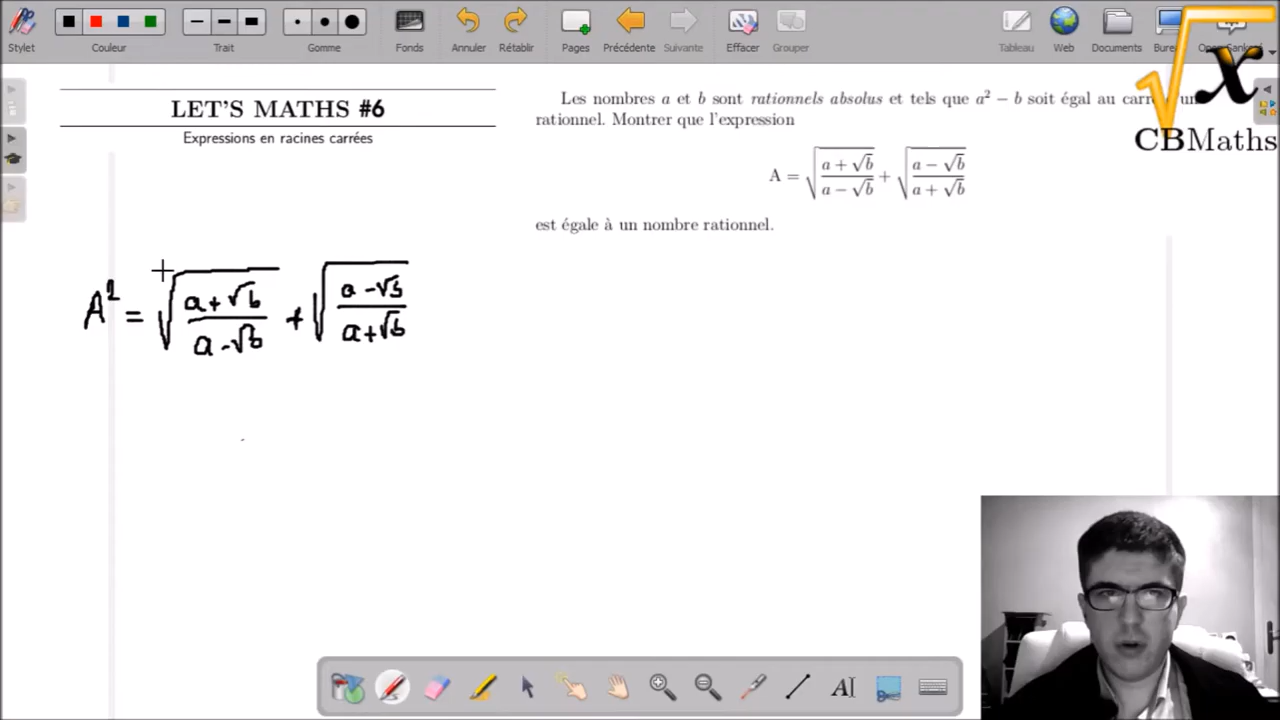 Stylet Couleur Trait Gomme Fonds Annuler Rétablir Pages Précédente Suivante Effacer Grouper Tableau Web Documents
LET'S MATHS #6
Expressions en racines carrées
Les nombres a et b sont rationnels absolus et tels que a² − b soit égal au
rationnel. Montrer que l'expression
A = √((a + √b)/(a − √b)) + √((a − √b)/(a + √b))
est égale à un nombre rationnel.
√x
CBMaths
A² = √((a+√b)/(a-√b)) + √((a-√b)/(a+√b))
AI